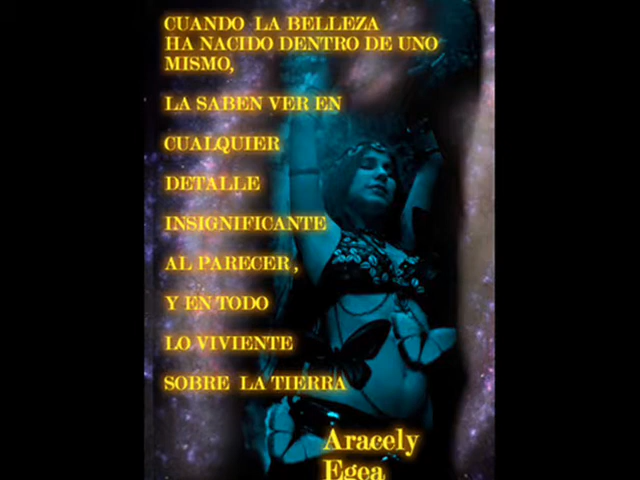 CUANDO LA BELLEZA
HA NACIDO DENTRO DE UNO
MISMO,
LA SABEN VER EN
CUALQUIER
DETALLE
INSIGNIFICANTE
AL PARECER ,
Y EN TODO
LO VIVIENTE
SOBRE LA TIERRA
Aracely
Egea